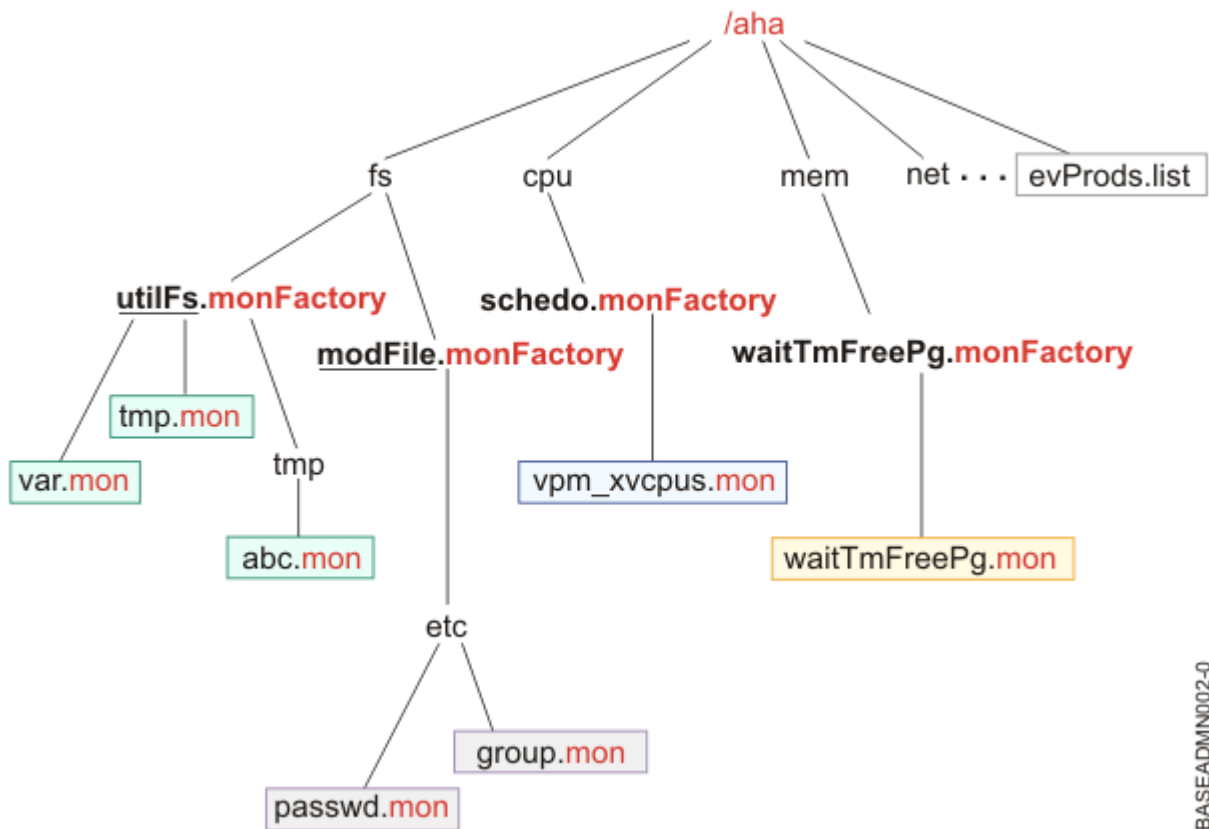 /aha
fs
cpu
mem
net . . .
evProds.list
utilFs.monFactory
schedo.monFactory
modFile.monFactory
waitTmFreePg.monFactory
tmp.mon
var.mon
tmp
vpm_xvcpus.mon
abc.mon
waitTmFreePg.mon
etc
group.mon
passwd.mon
BASEADMN002-0